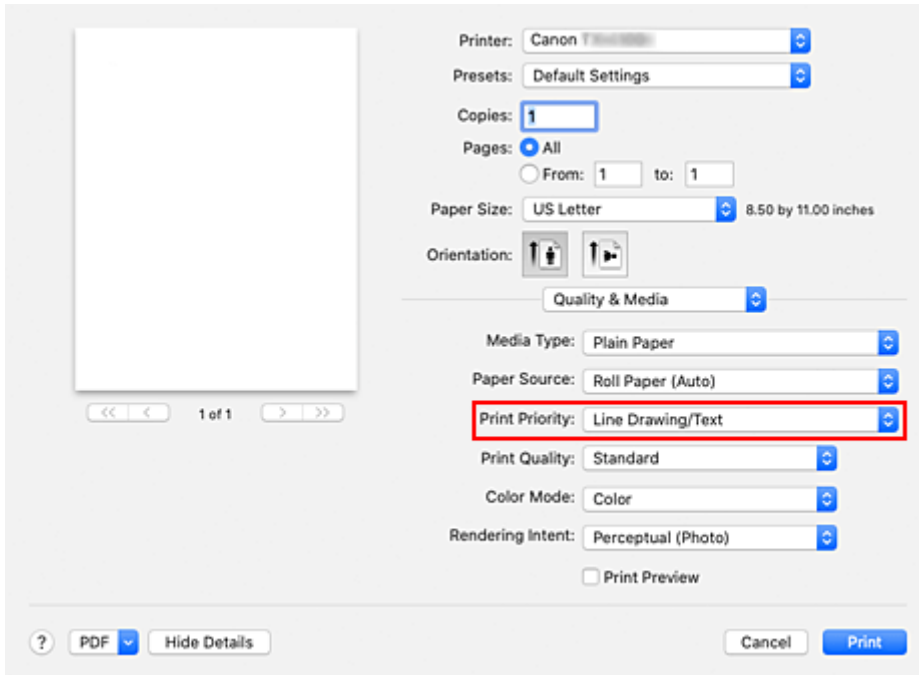 Printer: Canon
Presets: Default Settings
Copies: 1
Pages: All
From: 1 to: 1
Paper Size: US Letter 8.50 by 11.00 inches
Orientation:
Quality & Media
Media Type: Plain Paper
Paper Source: Roll Paper (Auto)
<< < 1 of 1 > >>
Print Priority: Line Drawing/Text
Print Quality: Standard
Color Mode: Color
Rendering Intent: Perceptual (Photo)
Print Preview
? PDF Hide Details Cancel Print